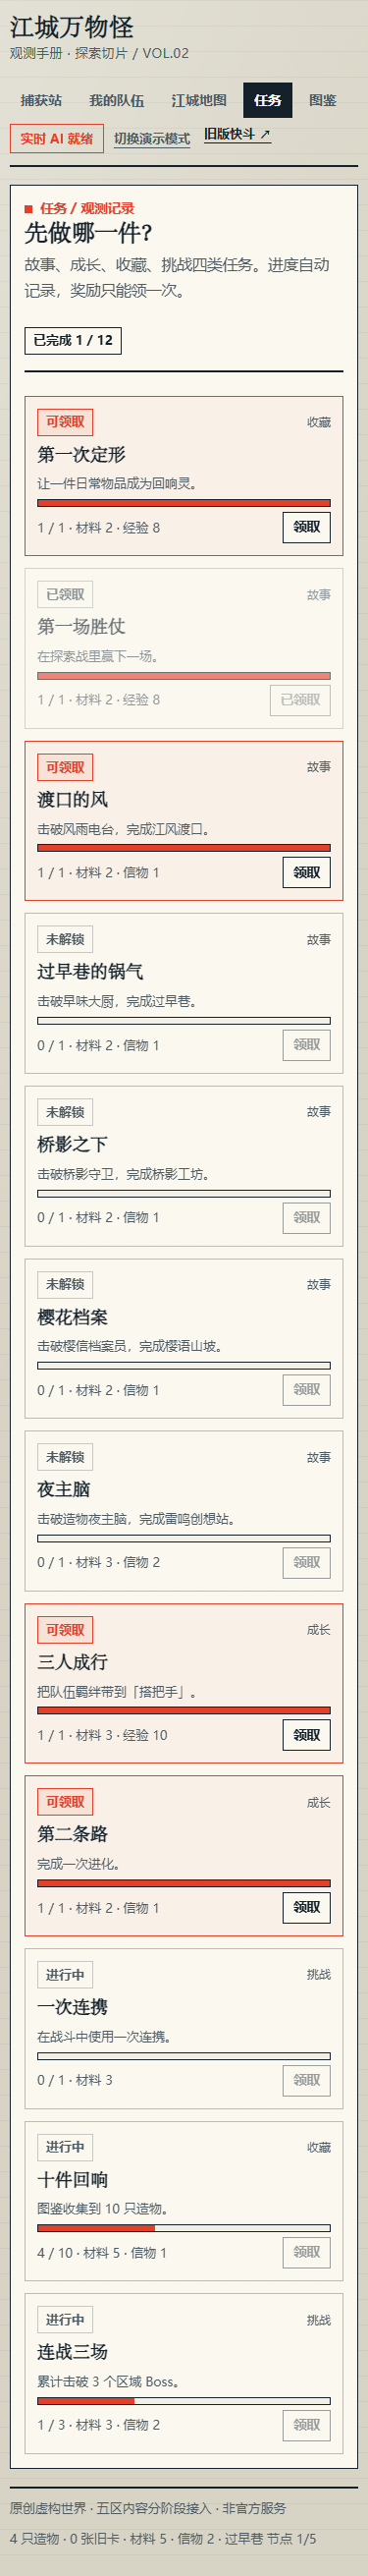 江城万物怪
观测手册 · 探索切片 / VOL.02
捕获站 我的队伍 江城地图 任务 图鉴
实时 AI 就绪 切换演示模式 旧版快斗 ↗
任务 / 观测记录
先做哪一件?
故事、成长、收藏、挑战四类任务。进度自动
记录，奖励只能领一次。
已完成 1 / 12
可领取 收藏
第一次定形
让一件日常物品成为回响灵。
1 / 1 · 材料 2 · 经验 8 领取
已领取 故事
第一场胜仗
在探索战里赢下一场。
1 / 1 · 材料 2 · 经验 8 已领取
可领取 故事
渡口的风
击破风雨电台，完成江风渡口。
1 / 1 · 材料 2 · 信物 1 领取
未解锁 故事
过早巷的锅气
击破早味大厨，完成过早巷。
0 / 1 · 材料 2 · 信物 1 领取
未解锁 故事
桥影之下
击破桥影守卫，完成桥影工坊。
0 / 1 · 材料 2 · 信物 1 领取
未解锁 故事
樱花档案
击破樱信档案员，完成樱语山坡。
0 / 1 · 材料 2 · 信物 1 领取
未解锁 故事
夜主脑
击破造物夜主脑，完成雷鸣创想站。
0 / 1 · 材料 3 · 信物 2 领取
可领取 成长
三人成行
把队伍羁绊带到「搭把手」。
1 / 1 · 材料 3 · 经验 10 领取
可领取 成长
第二条路
完成一次进化。
1 / 1 · 材料 2 · 信物 1 领取
进行中 挑战
一次连携
在战斗中使用一次连携。
0 / 1 · 材料 3 领取
进行中 收藏
十件回响
图鉴收集到 10 只造物。
4 / 10 · 材料 5 · 信物 1 领取
进行中 挑战
连战三场
累计击破 3 个区域 Boss。
1 / 3 · 材料 3 · 信物 2 领取
原创虚构世界 · 五区内容分阶段接入 · 非官方服务
4 只造物 · 0 张旧卡 · 材料 5 · 信物 2 · 过早巷 节点 1/5